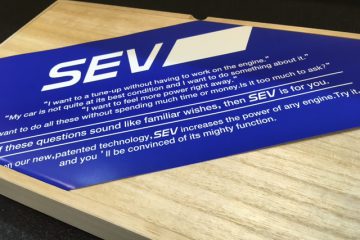 SEV
"I want to a tune-up without having to work on the engine."
"My car is not quite at its best condition and I want to do something about it."
"I want to feel more power right away."
want to do all these without spending much time or money. Is it too much to ask?"
f these questions sound like familiar wishes, then SEV is for you.
en our new, patented technology, SEV increases the power of any engine. Try it.
and you'll be convinced of its mighty function.